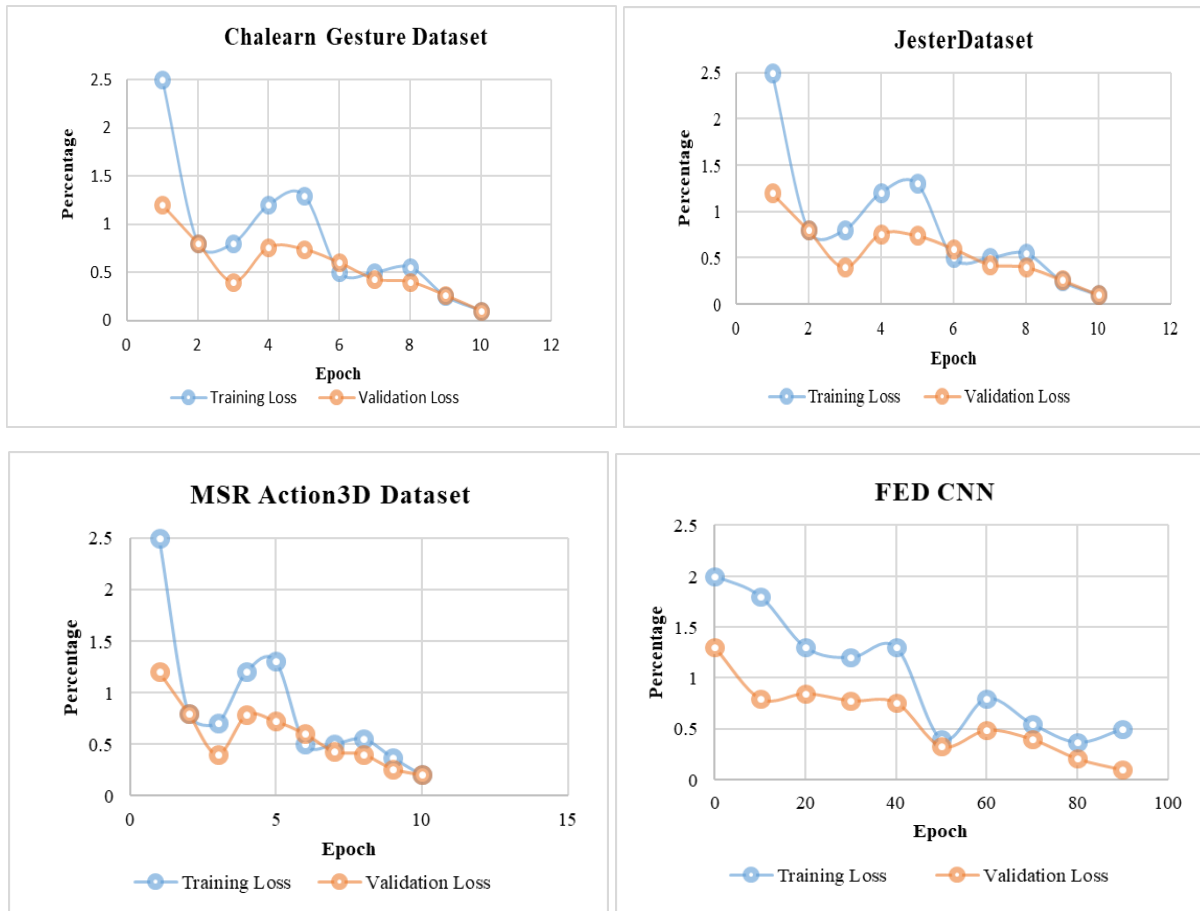 Chalearn Gesture Dataset
2.5
2
1.5
1
0.5
0
0 2 4 6 8 10 12
Percentage
Epoch
Training Loss Validation Loss
JesterDataset
2.5
2
1.5
1
0.5
0
0 2 4 6 8 10 12
Percentage
Epoch
Training Loss Validation Loss
MSR Action3D Dataset
2.5
2
1.5
1
0.5
0
0 5 10 15
Percentage
Epoch
Training Loss Validation Loss
FED CNN
2.5
2
1.5
1
0.5
0
0 20 40 60 80 100
Percentage
Epoch
Training Loss Validation Loss